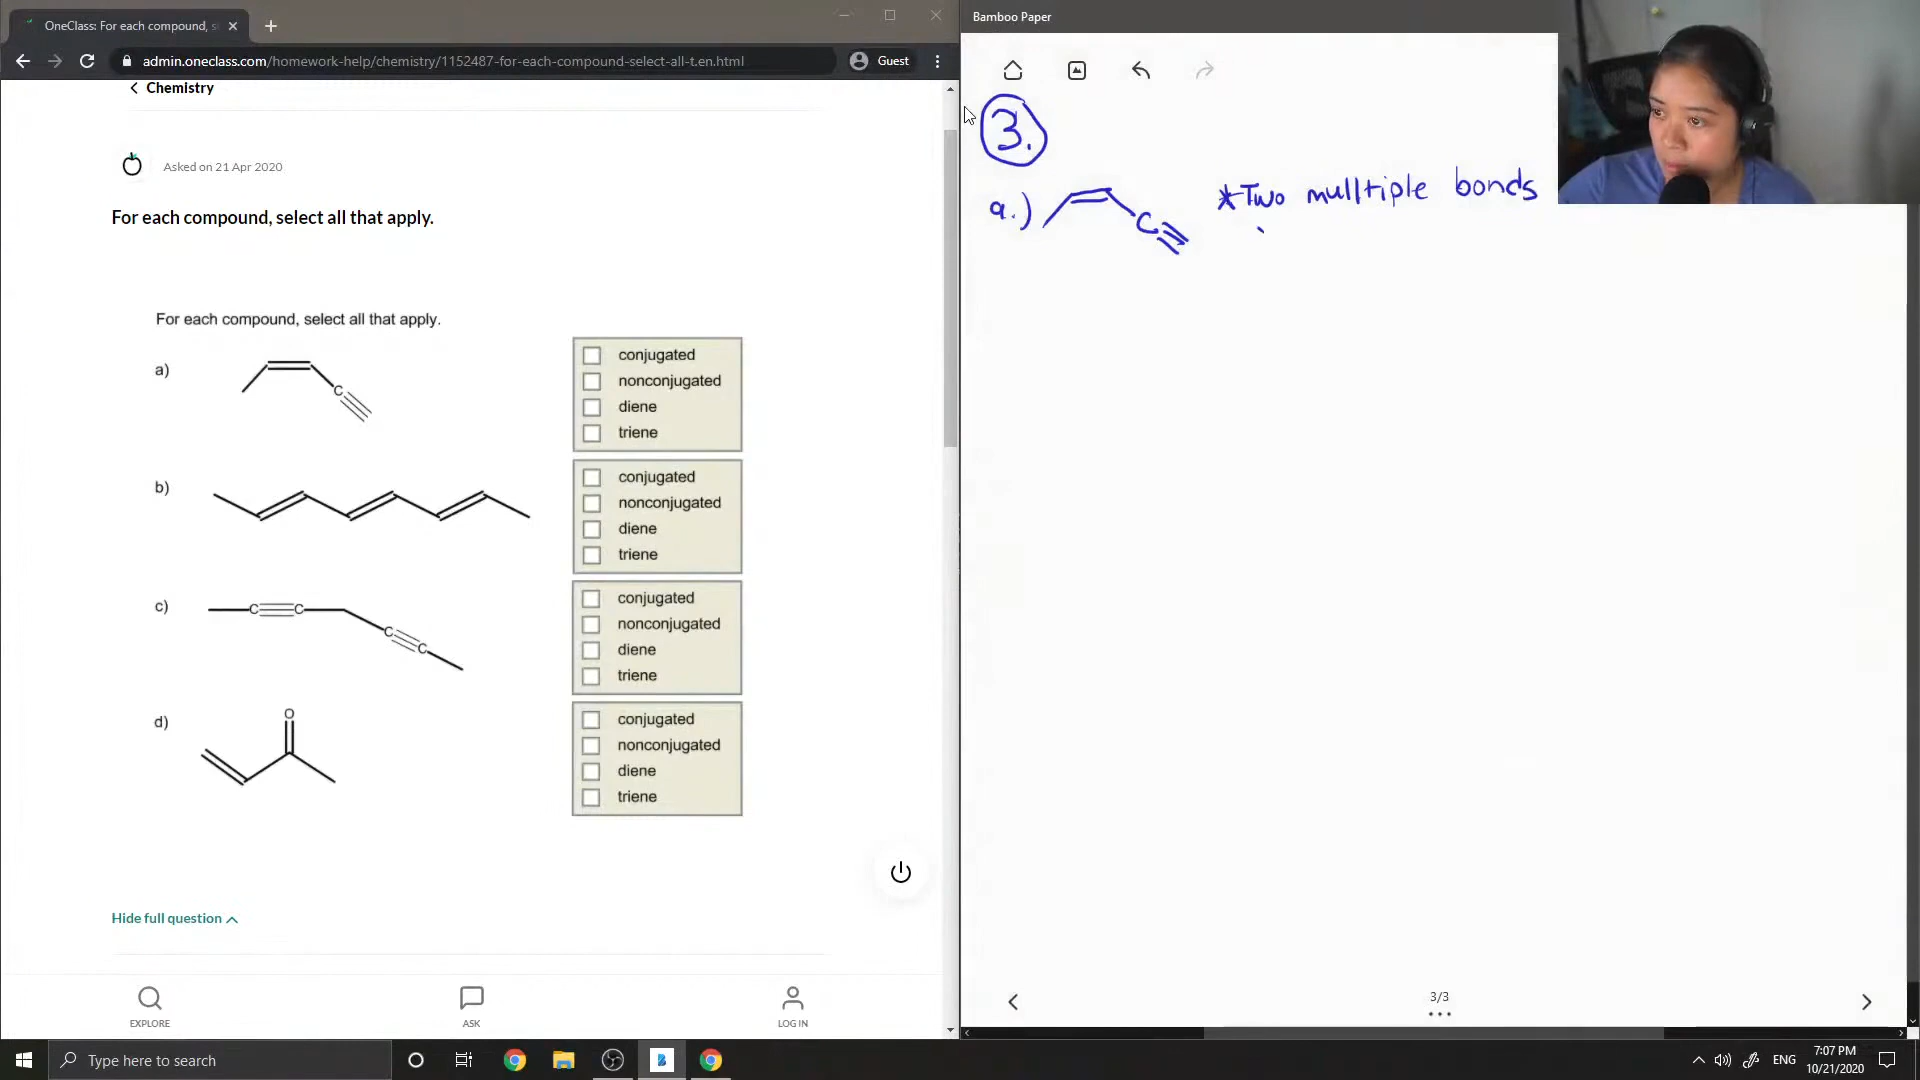 OneClass: For each compound, s
Bamboo Paper
admin.oneclass.com/homework-help/chemistry/1152487-for-each-compound-select-all-t.en.html
Guest
Chemistry
Asked on 21 Apr 2020
For each compound, select all that apply.
For each compound, select all that apply.
a)
C
conjugated
nonconjugated
diene
triene
b)
conjugated
nonconjugated
diene
triene
c)
C C
C C
conjugated
nonconjugated
diene
triene
d)
O
conjugated
nonconjugated
diene
triene
Hide full question
EXPLORE
ASK
LOG IN
3.
a.)
C
*Two mulltiple bonds
3/3
Type here to search
ENG
7:07 PM
10/21/2020